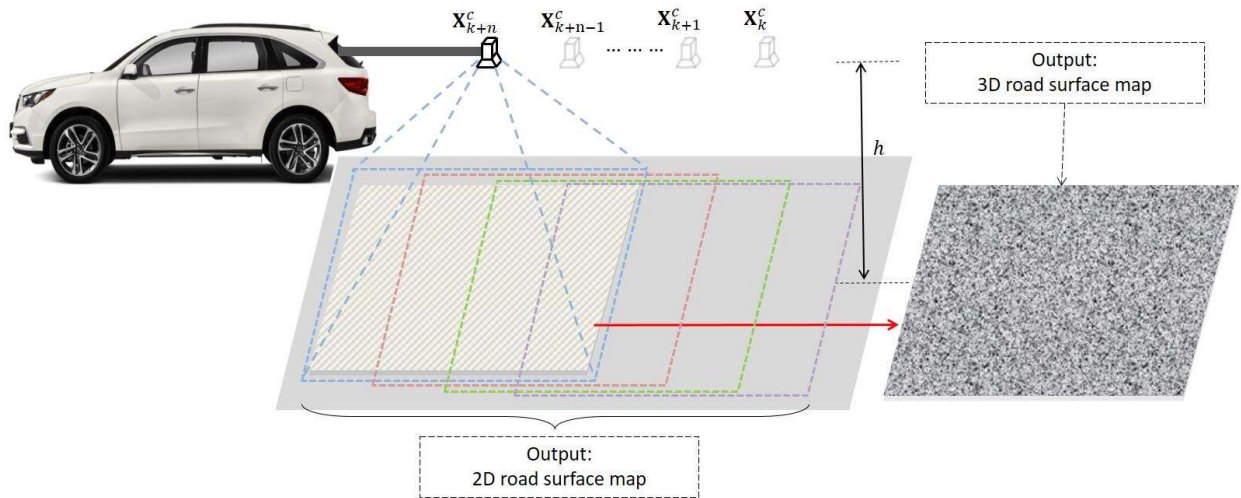 X^c_{k+n} X^c_{k+n-1} ... ... ... X^c_{k+1} X^c_k
Output:
3D road surface map
h
Output:
2D road surface map